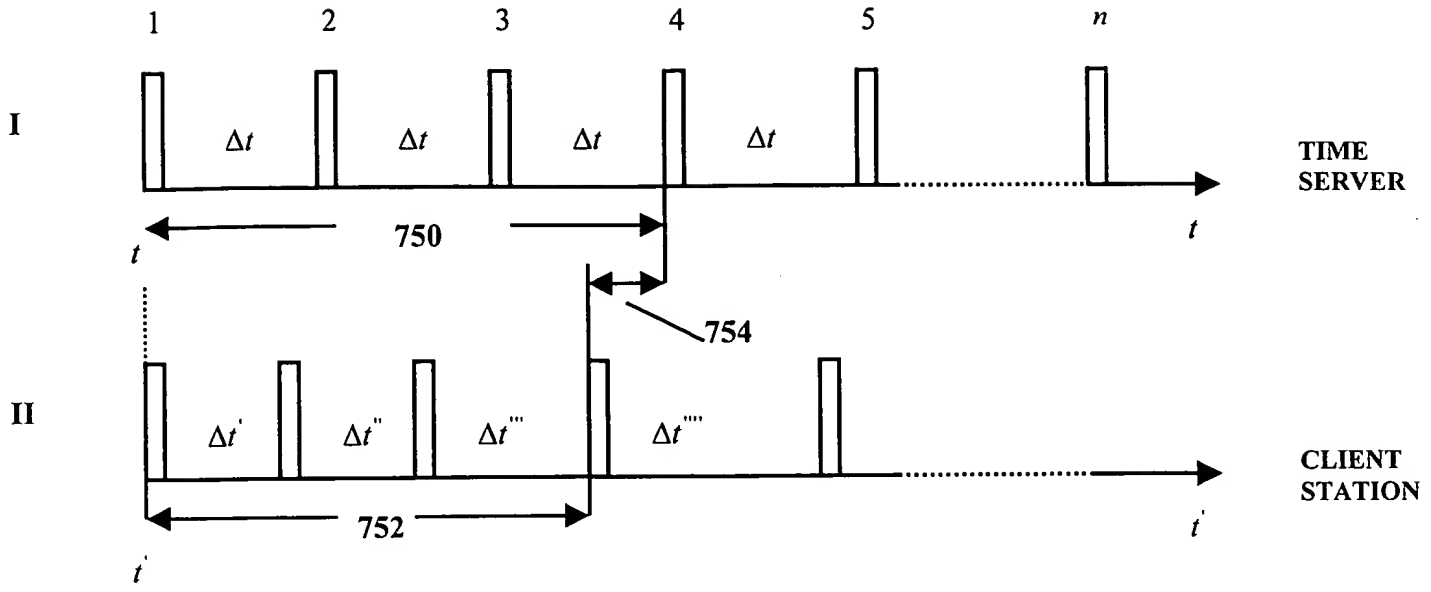 1 2 3 4 5 n
I
Δt Δt Δt Δt
TIME
SERVER
t 750 t
754
II
Δt' Δt'' Δt''' Δt''''
CLIENT
STATION
752
t' t'